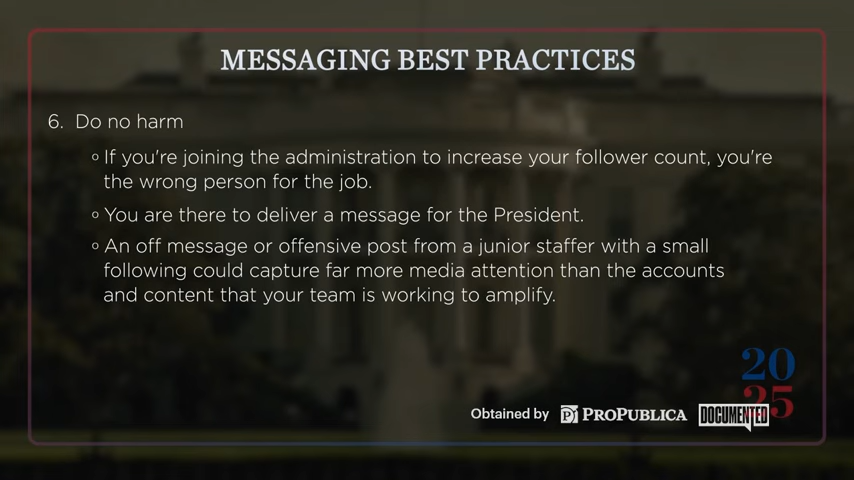 MESSAGING BEST PRACTICES
6. Do no harm
If you're joining the administration to increase your follower count, you're
the wrong person for the job.
You are there to deliver a message for the President.
An off message or offensive post from a junior staffer with a small
following could capture far more media attention than the accounts
and content that your team is working to amplify.
20
25
Obtained by PROPUBLICA DOCUMENTED